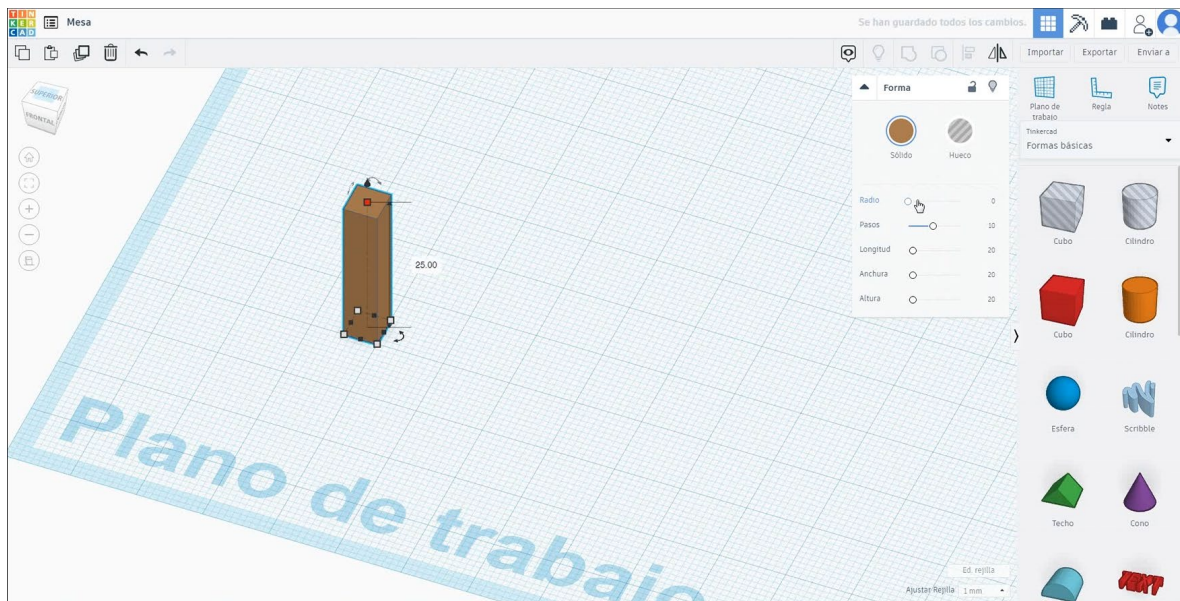 TIN
KER
CAD
Mesa
Se han guardado todos los cambios.
Importar
Exportar
Enviar a
SUPERIOR
FRONTAL
Forma
Sólido
Hueco
Radio
0
Pasos
10
Longitud
20
Anchura
20
Altura
20
25.00
Plano de trabajo
Ed. rejilla
Ajustar Rejilla
1 mm
Plano de
trabajo
Regla
Notes
Tinkercad
Formas básicas
Cubo
Cilindro
Cubo
Cilindro
Esfera
Scribble
Techo
Cono
TEXT